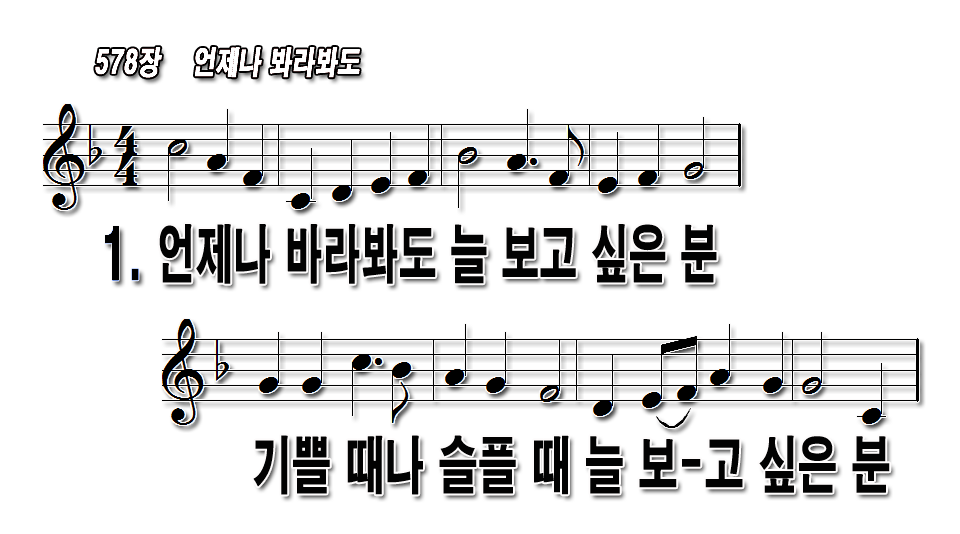 578장 언제나 봐라봐도
1. 언제나 바라봐도 늘 보고 싶은 분
기쁠 때나 슬플 때 늘 보-고 싶은 분